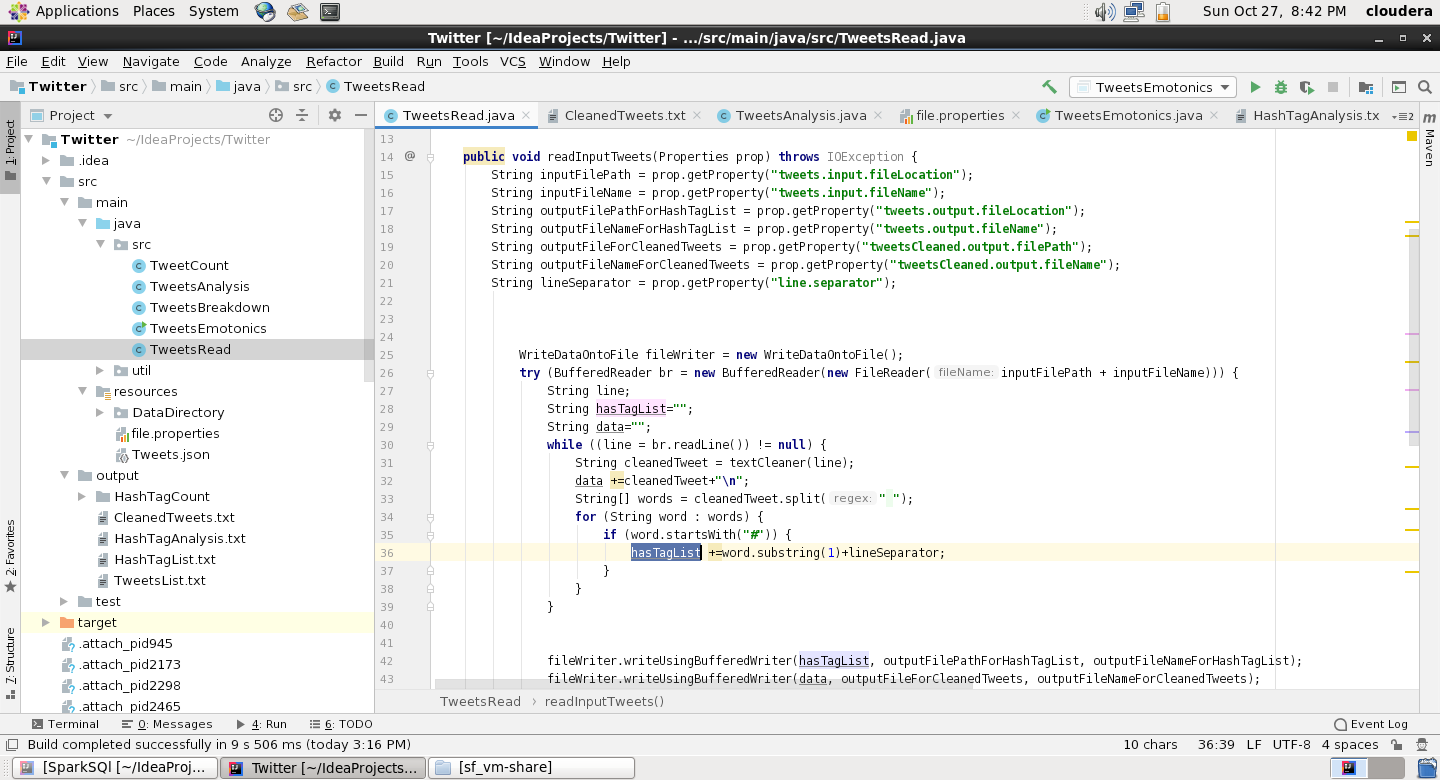 Applications Places System Sun Oct 27, 8:42 PM cloudera
Twitter [~/IdeaProjects/Twitter] - .../src/main/java/src/TweetsRead.java
File Edit View Navigate Code Analyze Refactor Build Run Tools VCS Window Help
Twitter src main java src TweetsRead TweetsEmotonics
Project TweetsRead.java CleanedTweets.txt TweetsAnalysis.java file.properties TweetsEmotonics.java HashTagAnalysis.tx 2
1: Project
2: Favorites
7: Structure
m Maven
Twitter ~/IdeaProjects/Twitter
.idea
src
main
java
src
TweetCount
TweetsAnalysis
TweetsBreakdown
TweetsEmotonics
TweetsRead
util
resources
DataDirectory
file.properties
Tweets.json
output
HashTagCount
CleanedTweets.txt
HashTagAnalysis.txt
HashTagList.txt
TweetsList.txt
test
target
.attach_pid945
.attach_pid2173
.attach_pid2298
.attach_pid2465
13
14 @ public void readInputTweets(Properties prop) throws IOException {
15 String inputFilePath = prop.getProperty("tweets.input.fileLocation");
16 String inputFileName = prop.getProperty("tweets.input.fileName");
17 String outputFilePathForHashTagList = prop.getProperty("tweets.output.fileLocation");
18 String outputFileNameForHashTagList = prop.getProperty("tweets.output.fileName");
19 String outputFileForCleanedTweets = prop.getProperty("tweetsCleaned.output.filePath");
20 String outputFileNameForCleanedTweets = prop.getProperty("tweetsCleaned.output.fileName");
21 String lineSeparator = prop.getProperty("line.separator");
22
23
24
25 WriteDataOntoFile fileWriter = new WriteDataOntoFile();
26 try (BufferedReader br = new BufferedReader(new FileReader( fileName: inputFilePath + inputFileName))) {
27 String line;
28 String hasTagList="";
29 String data="";
30 while ((line = br.readLine()) != null) {
31 String cleanedTweet = textCleaner(line);
32 data +=cleanedTweet+"\n";
33 String[] words = cleanedTweet.split( regex: " ");
34 for (String word : words) {
35 if (word.startsWith("#")) {
36 hasTagList +=word.substring(1)+lineSeparator;
37 }
38 }
39 }
40
41
42 fileWriter.writeUsingBufferedWriter(hasTagList, outputFilePathForHashTagList, outputFileNameForHashTagList);
43 fileWriter.writeUsingBufferedWriter(data, outputFileForCleanedTweets, outputFileNameForCleanedTweets);
TweetsRead › readInputTweets()
Terminal 0: Messages 4: Run 6: TODO Event Log
Build completed successfully in 9 s 506 ms (today 3:16 PM) 10 chars 36:39 LF UTF-8 4 spaces
[SparkSQl [~/IdeaProj... Twitter [~/IdeaProjects... [sf_vm-share]